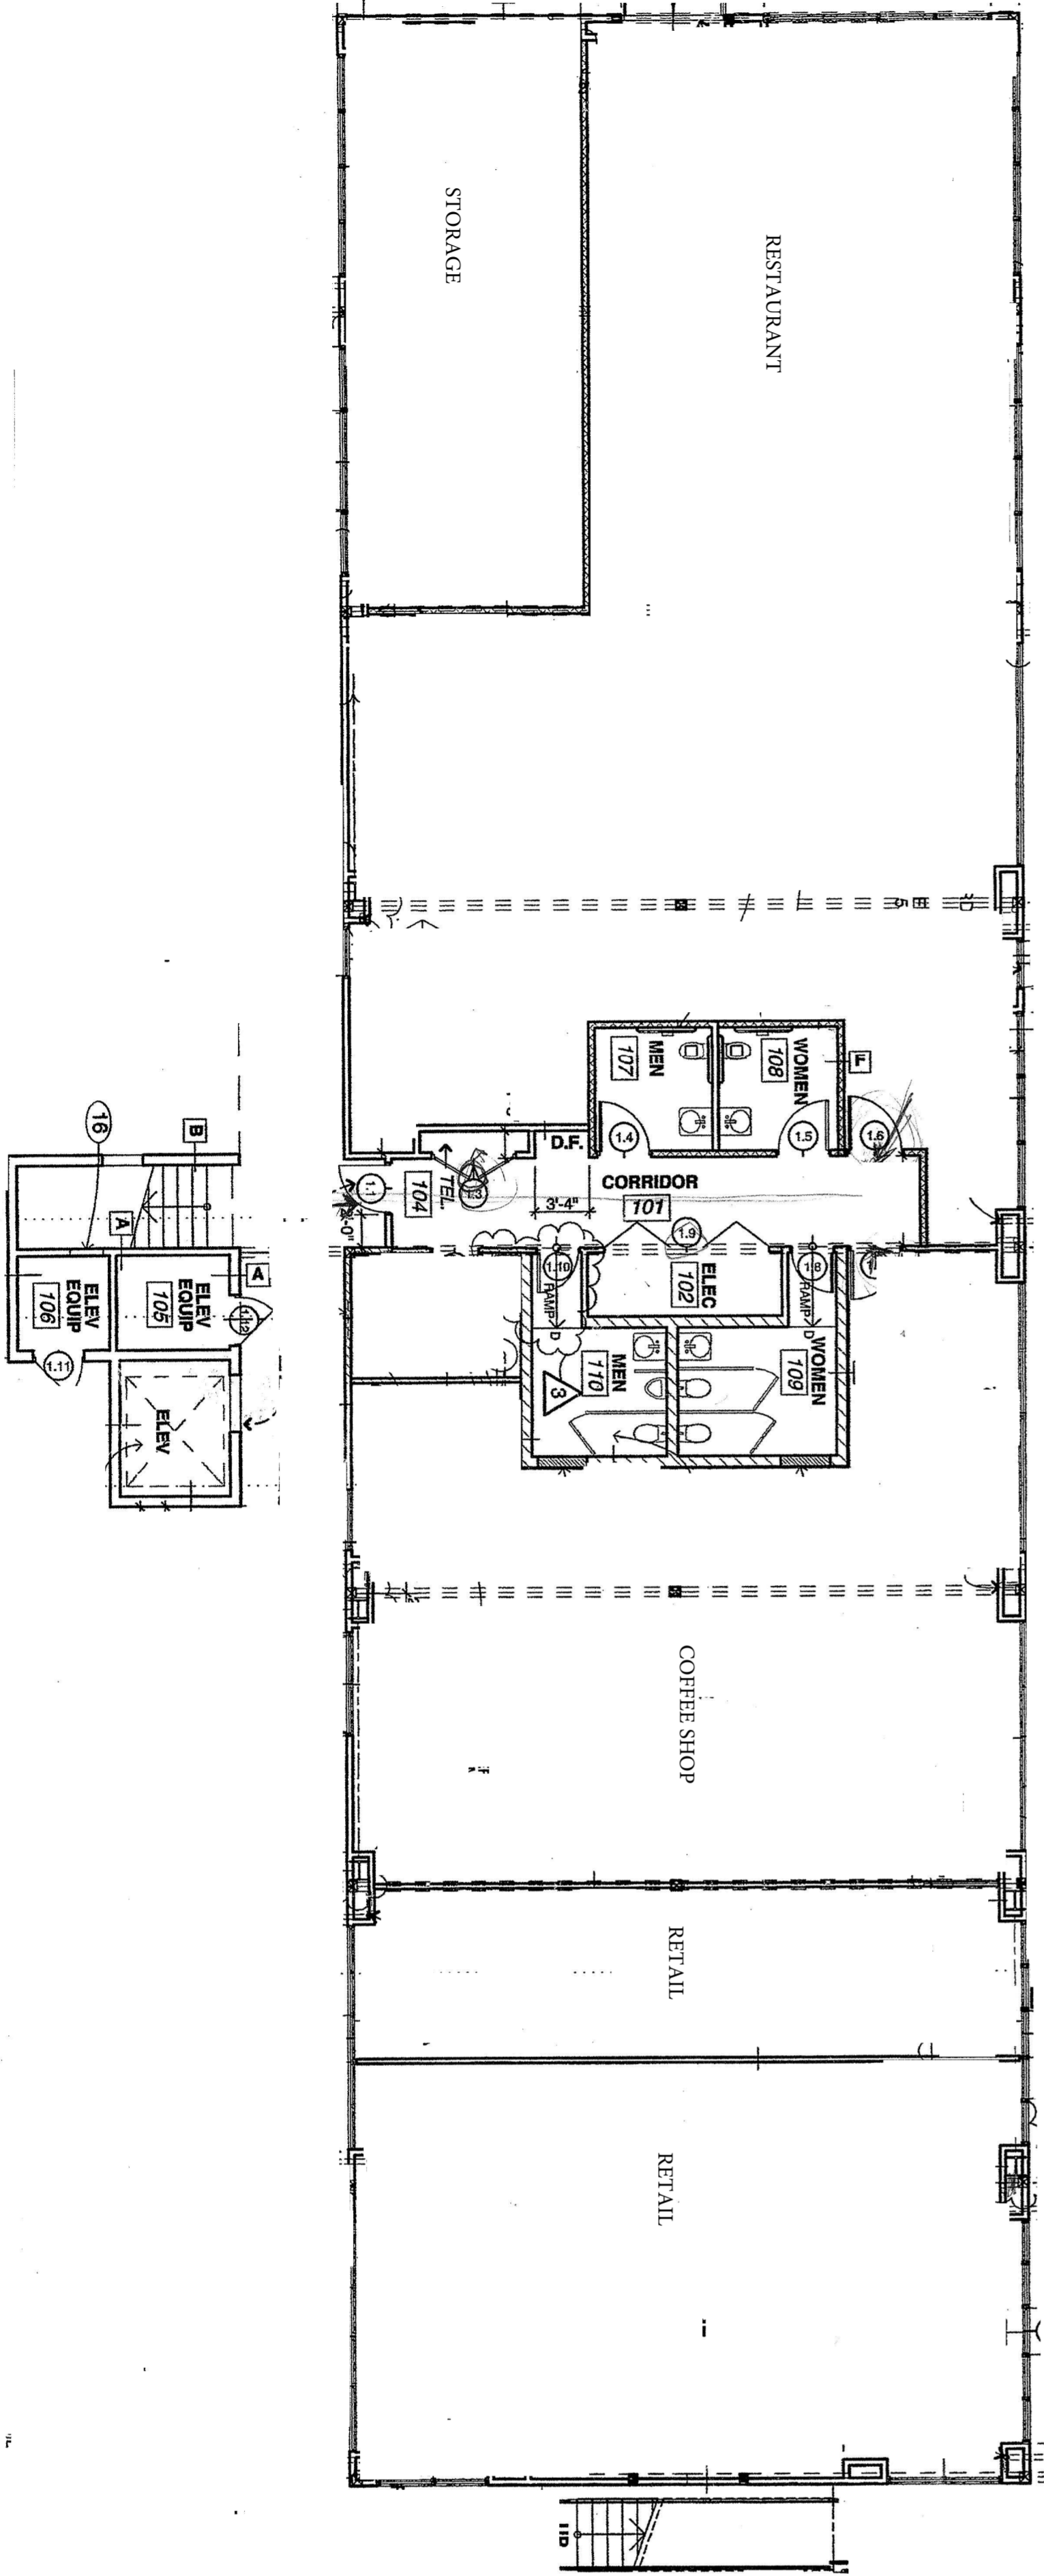 STORAGE
RESTAURANT
MEN
107
WOMEN
108
F
1.4
1.5
1.6
D.F.
CORRIDOR
101
3'-4"
TEL.
104
1.1
1.3
1.9
1.10
1.8
RAMP
D
RAMP
D
ELEC
102
MEN
110
WOMEN
109
3
16
B
A
A
ELEV
EQUIP
105
ELEV
EQUIP
106
1.11
ELEV
COFFEE SHOP
RETAIL
RETAIL
UP